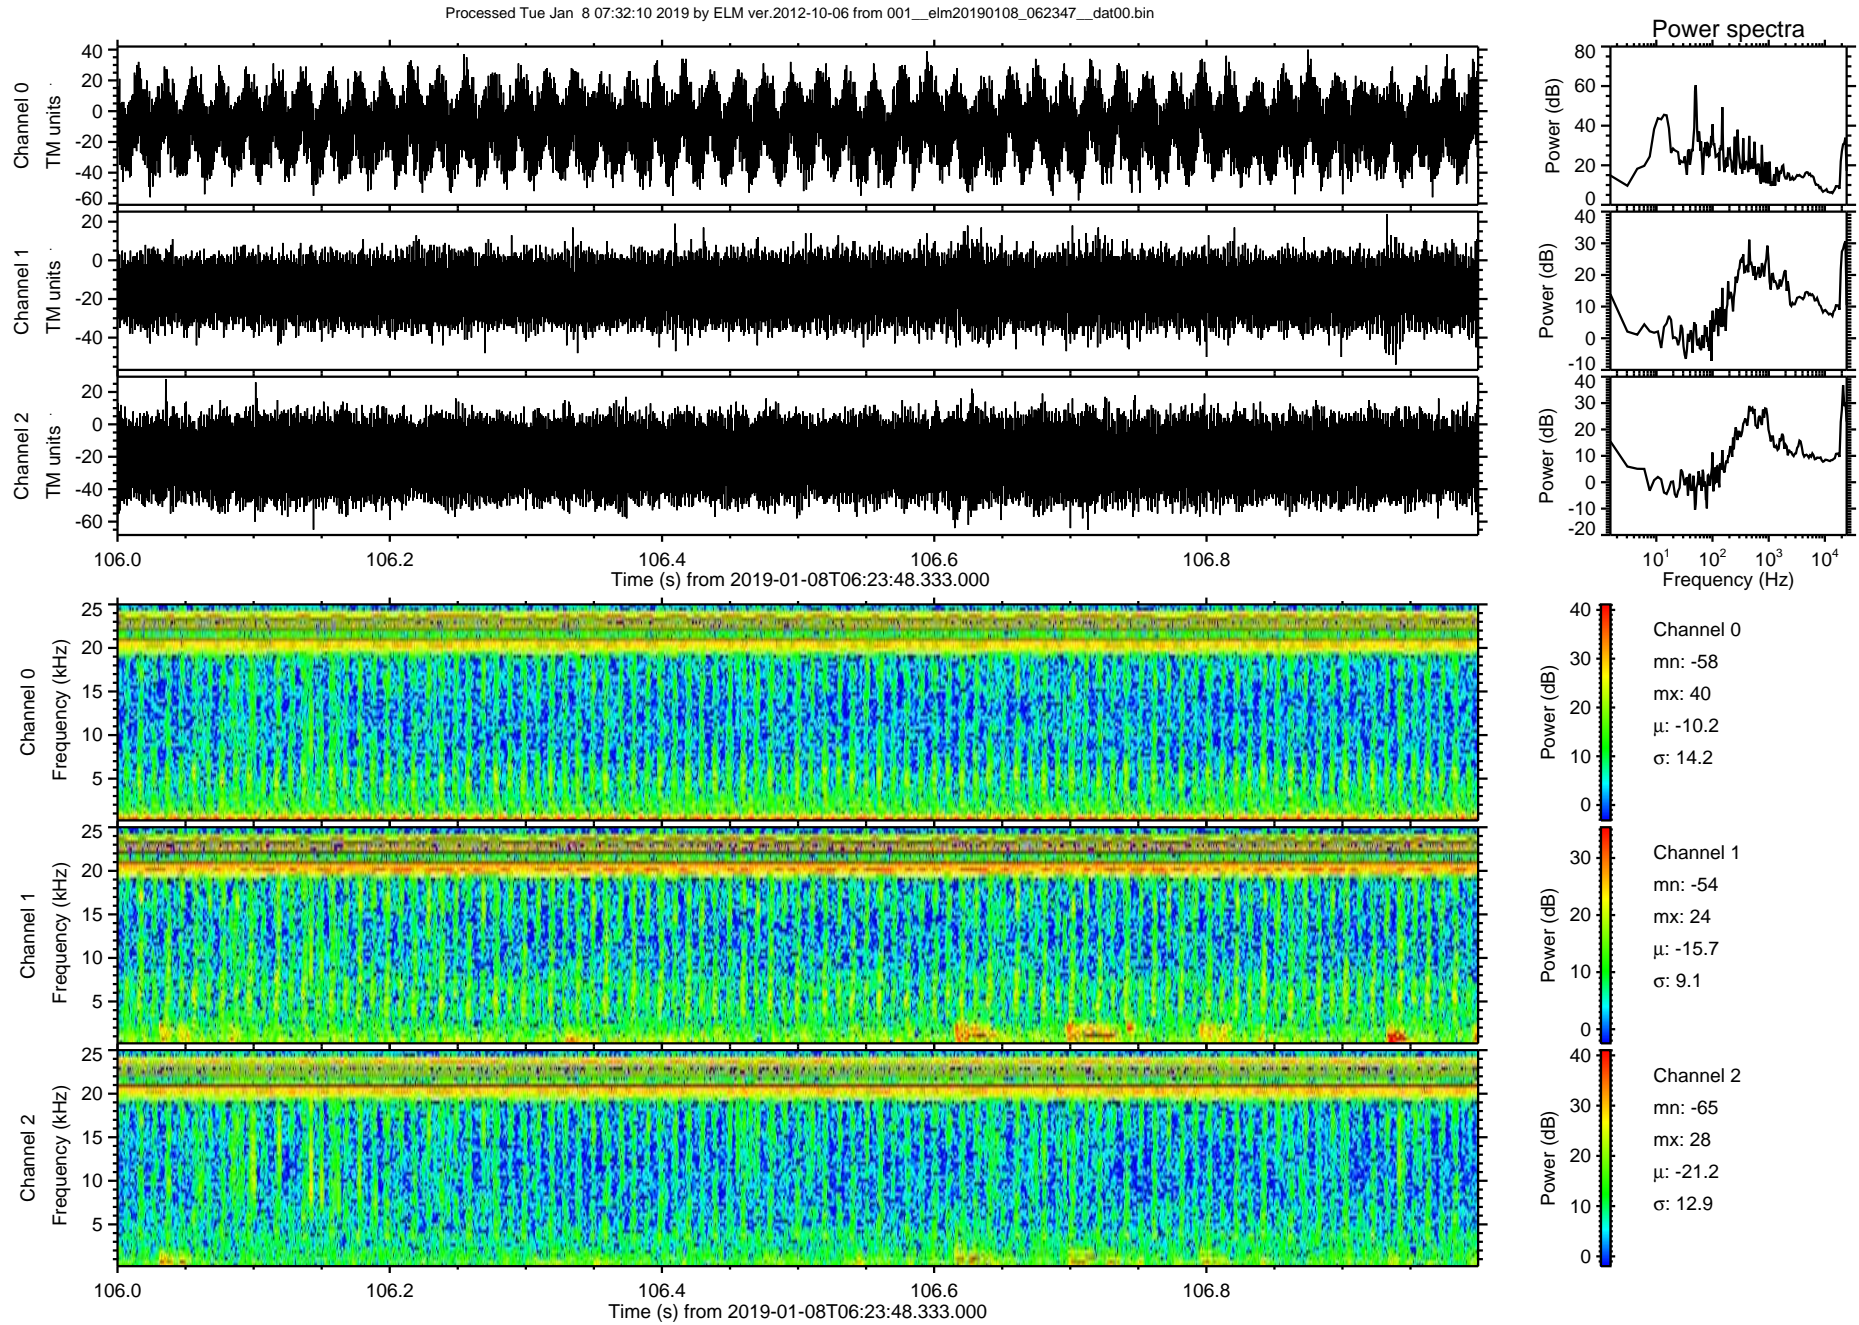 Processed Tue Jan  8 07:32:10 2019 by ELM ver.2012-10-06 from 001__elm20190108_062347__dat00.bin
Power spectra
Channel 0
TM units
40
20
0
-20
-40
-60
Power (dB)
80
60
40
20
0
Channel 1
TM units
20
0
-20
-40
Power (dB)
40
30
20
10
0
-10
Channel 2
TM units
20
0
-20
-40
-60
Power (dB)
40
30
20
10
0
-10
-20
106.0 106.2 106.4 106.6 106.8
Time (s) from 2019-01-08T06:23:48.333.000
10^1 10^2 10^3 10^4
Frequency (Hz)
Channel 0
Frequency (kHz)
25
20
15
10
5
Power (dB)
40
30
20
10
0
Channel 0
mn: -58
mx: 40
μ: -10.2
σ: 14.2
Channel 1
Frequency (kHz)
25
20
15
10
5
Power (dB)
30
20
10
0
Channel 1
mn: -54
mx: 24
μ: -15.7
σ: 9.1
Channel 2
Frequency (kHz)
25
20
15
10
5
Power (dB)
40
30
20
10
0
Channel 2
mn: -65
mx: 28
μ: -21.2
σ: 12.9
106.0 106.2 106.4 106.6 106.8
Time (s) from 2019-01-08T06:23:48.333.000